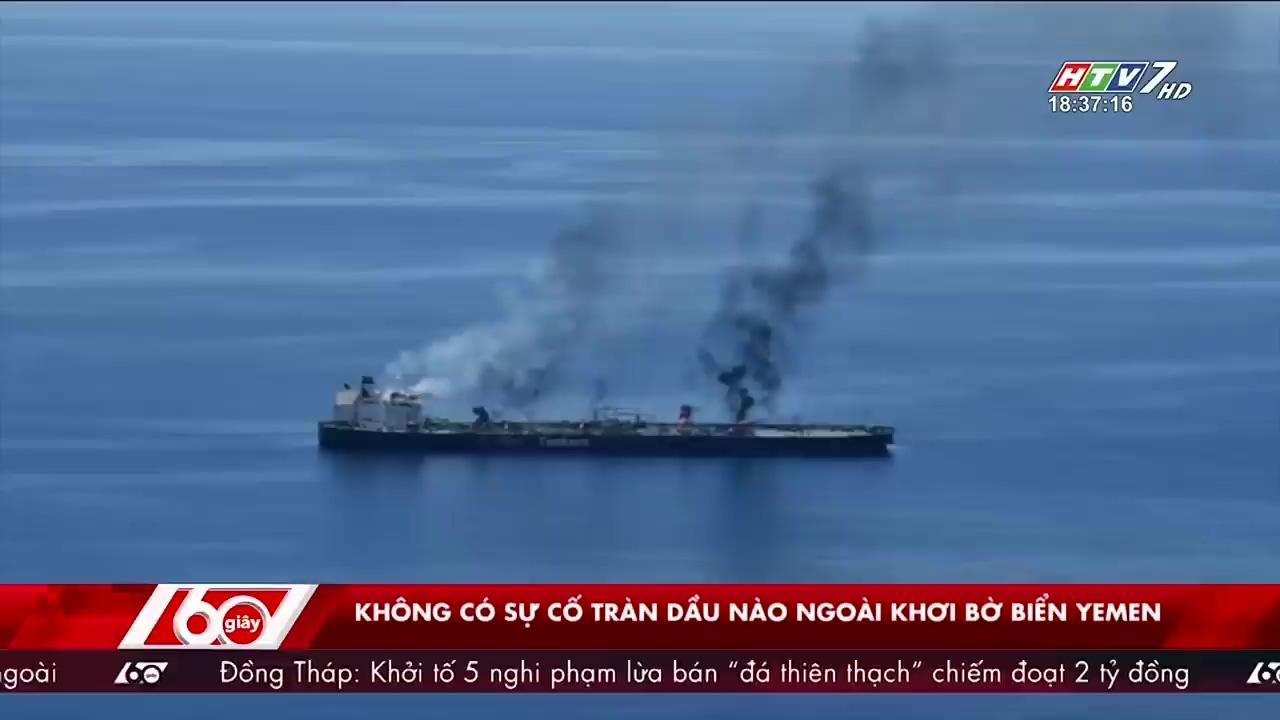 HTV7HD
18:37:16
60 giây
KHÔNG CÓ SỰ CỐ TRÀN DẦU NÀO NGOÀI KHƠI BỜ BIỂN YEMEN
ngoài 60 giây Đồng Tháp: Khởi tố 5 nghi phạm lừa bán “đá thiên thạch” chiếm đoạt 2 tỷ đồng